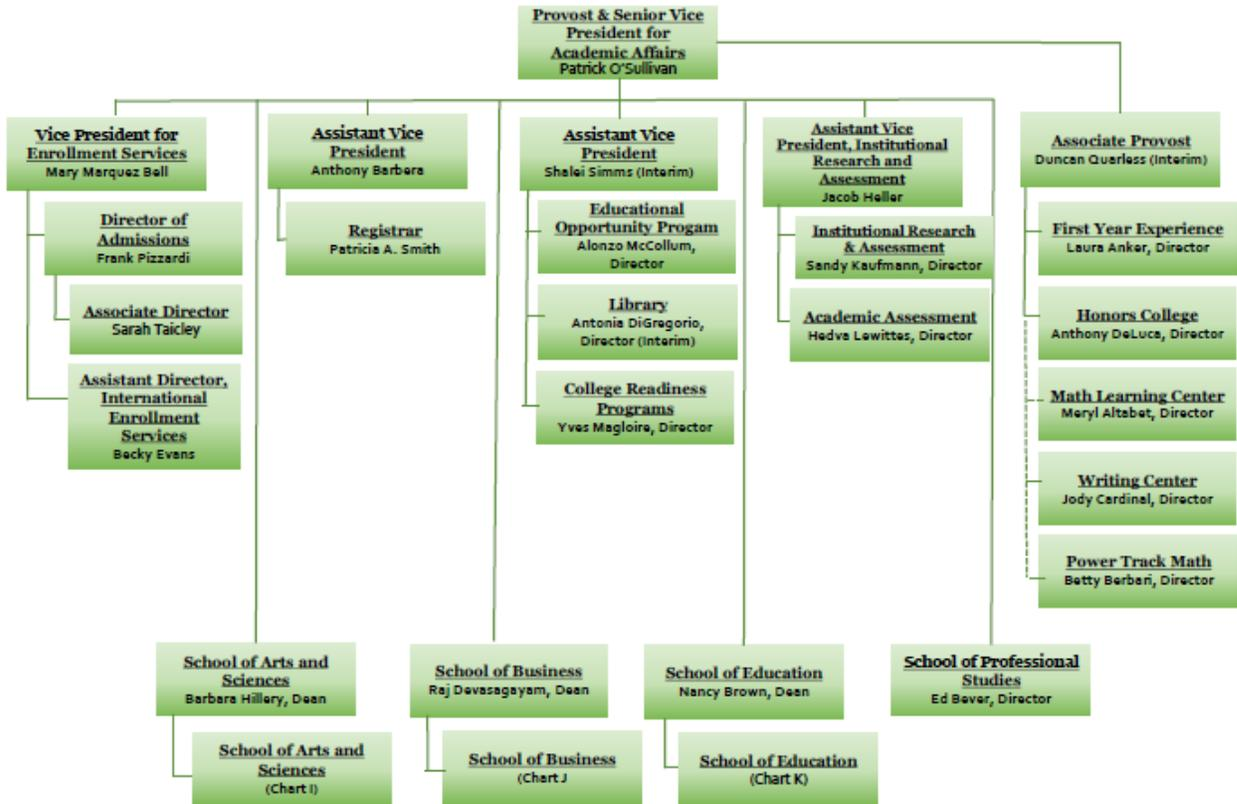 Provost & Senior Vice
President for
Academic Affairs
Patrick O'Sullivan
Vice President for
Enrollment Services
Mary Marquez Bell
Director of
Admissions
Frank Pizzardi
Associate Director
Sarah Taicley
Assistant Director,
International
Enrollment
Services
Becky Evans
Assistant Vice
President
Anthony Barbera
Registrar
Patricia A. Smith
Assistant Vice
President
Shalei Simms (Interim)
Educational
Opportunity Progam
Alonzo McCollum,
Director
Library
Antonia DiGregorio,
Director (Interim)
College Readiness
Programs
Yves Magloire, Director
Assistant Vice
President, Institutional
Research and
Assessment
Jacob Heller
Institutional Research
& Assessment
Sandy Kaufmann, Director
Academic Assessment
Hedva Lewittes, Director
Associate Provost
Duncan Quarless (Interim)
First Year Experience
Laura Anker, Director
Honors College
Anthony DeLuca, Director
Math Learning Center
Meryl Altabet, Director
Writing Center
Jody Cardinal, Director
Power Track Math
Betty Berbari, Director
School of Arts and
Sciences
Barbara Hillery, Dean
School of Arts and
Sciences
(Chart I)
School of Business
Raj Devasagayam, Dean
School of Business
(Chart J
School of Education
Nancy Brown, Dean
School of Education
(Chart K)
School of Professional
Studies
Ed Bever, Director